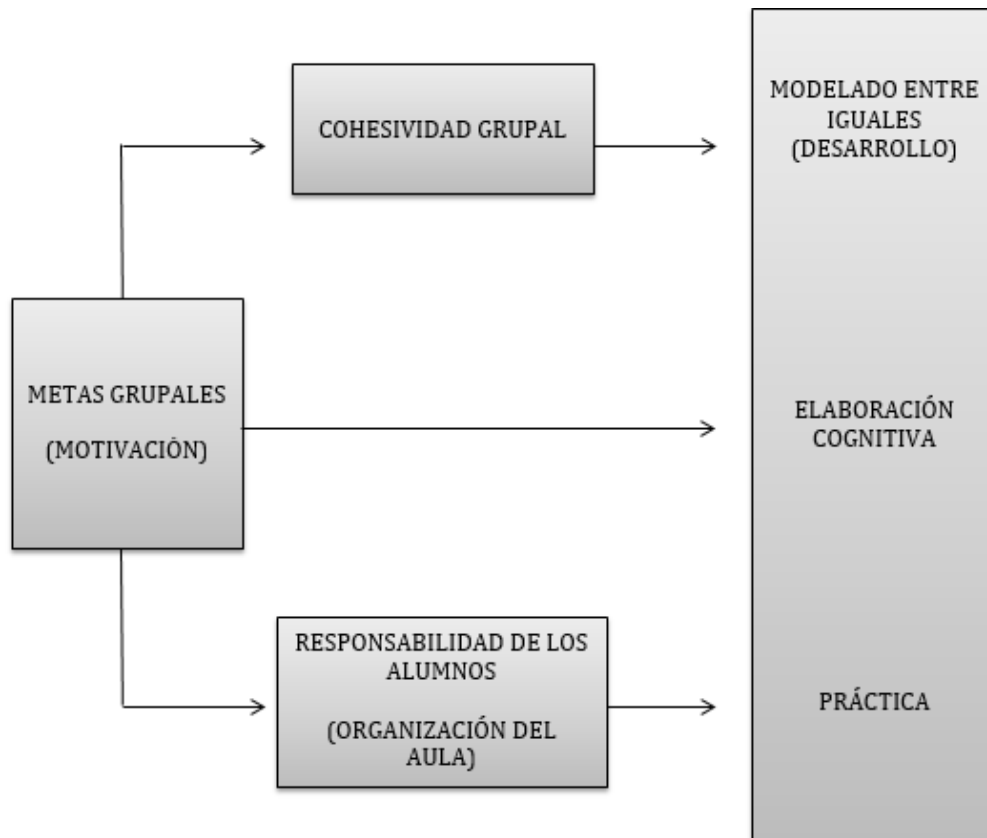 COHESIVIDAD GRUPAL
MODELADO ENTRE
IGUALES
(DESARROLLO)
METAS GRUPALES
(MOTIVACIÓN)
ELABORACIÓN
COGNITIVA
RESPONSABILIDAD DE LOS
ALUMNOS
(ORGANIZACIÓN DEL
AULA)
PRÁCTICA